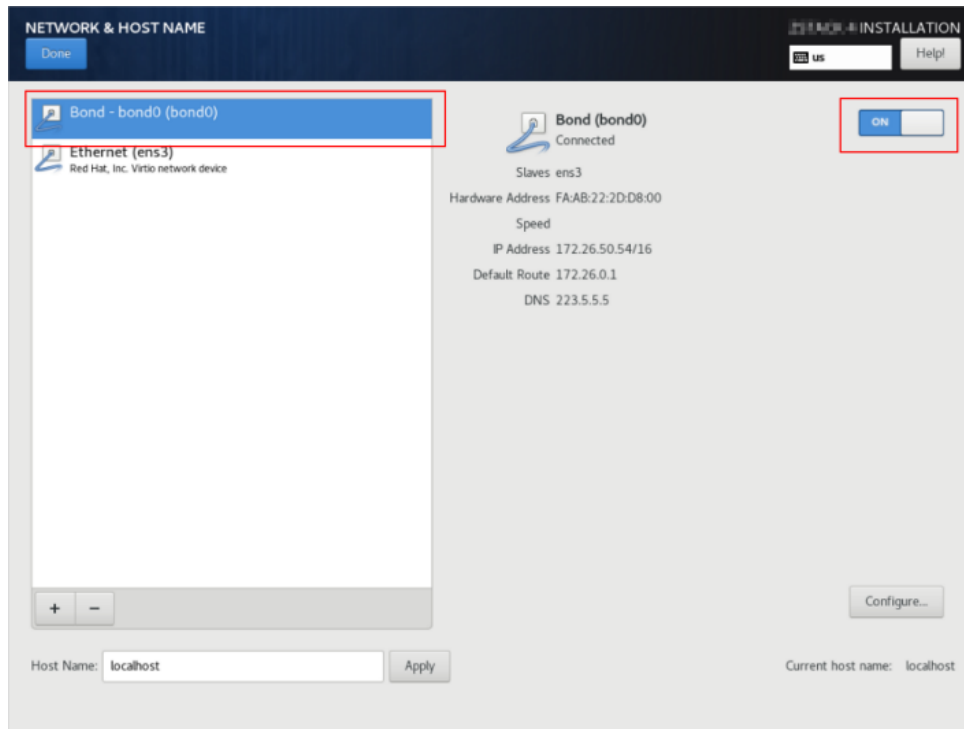 NETWORK & HOST NAME
INSTALLATION
Done
us
Help!
Bond - bond0 (bond0)
Ethernet (ens3)
Red Hat, Inc. Virtio network device
Bond (bond0)
Connected
ON
Slaves ens3
Hardware Address FA:AB:22:2D:D8:00
Speed
IP Address 172.26.50.54/16
Default Route 172.26.0.1
DNS 223.5.5.5
+ −
Configure...
Host Name: localhost
Apply
Current host name: localhost